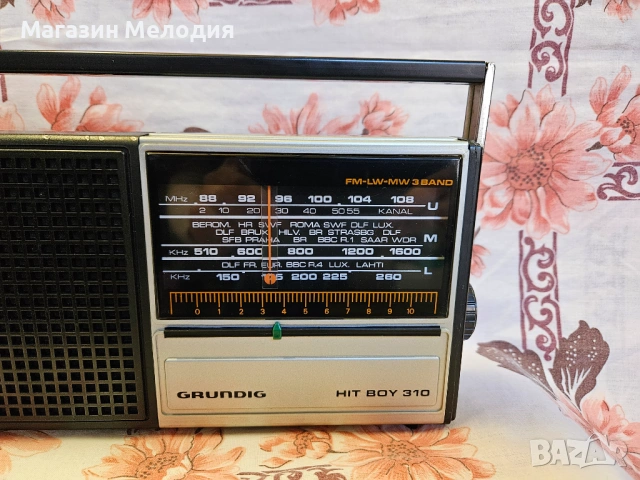 Магазин Мелодия
FM-LW-MW 3 BAND
MHz 88 92 96 100 104 108 U
2 10 20 30 40 50 55 KANAL
BEROM. HR SWF ROMA SWF DLF LUX.
DLF BRUX. HILV. BR STRASBG DLF M
SFB PRAHA BR BBC R.1 SAAR WDR
KHz 510 600 800 1200 1600
DLF FR. EUR. BBC R.4 LUX. LAHTI L
KHz 150 175 200 225 260
0 1 2 3 4 5 6 7 8 9 10
GRUNDIG HIT BOY 310
ALO.BG